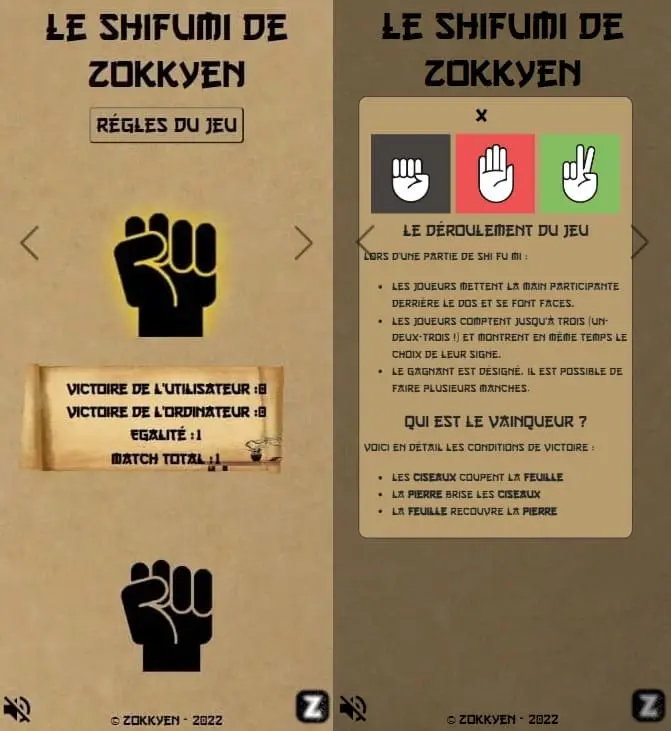 LE SHIFUMI DE
ZOKKYEN
RÉGLES DU JEU
VICTOIRE DE L'UTILISATEUR :0
VICTOIRE DE L'ORDINATEUR :0
EGALITÉ :1
MATCH TOTAL :1
© ZOKKYEN - 2022
Z
LE SHIFUMI DE
ZOKKYEN
X
LE DÉROULEMENT DU JEU
LORS D'UNE PARTIE DE SHI FU MI :
• LES JOUEURS METTENT LA MAIN PARTICIPANTE
DERRIÈRE LE DOS ET SE FONT FACES.
• LES JOUEURS COMPTENT JUSQU'À TROIS (UN-
DEUX-TROIS !) ET MONTRENT EN MÊME TEMPS LE
CHOIX DE LEUR SIGNE.
• LE GAGNANT EST DÉSIGNÉ, IL EST POSSIBLE DE
FAIRE PLUSIEURS MANCHES.
QUI EST LE VAINQUEUR ?
VOICI EN DÉTAIL LES CONDITIONS DE VICTOIRE :
• LES CISEAUX COUPENT LA FEUILLE
• LA PIERRE BRISE LES CISEAUX
• LA FEUILLE RECOUVRE LA PIERRE
© ZOKKYEN - 2022
Z